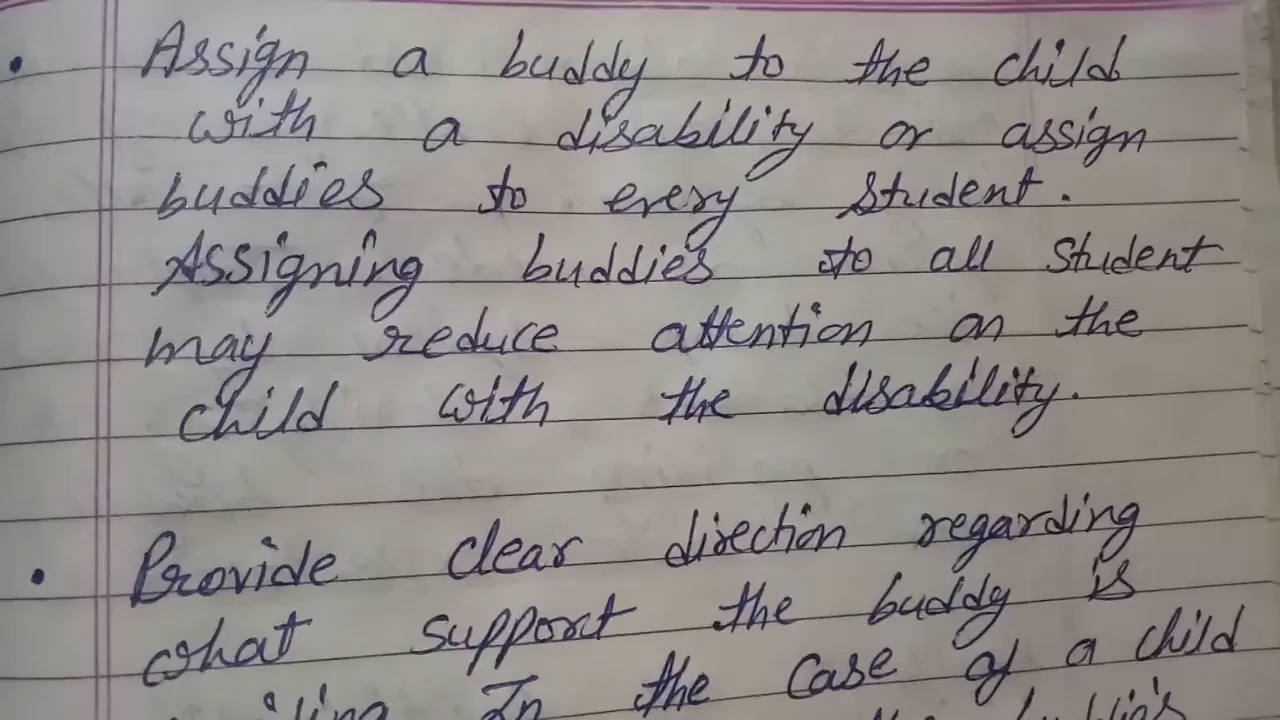 • Assign a buddy to the child
with a disability or assign
buddies to every student.
Assigning buddies to all student
may reduce attention on the
child with the disability.
• Provide clear direction regarding
what support the buddy is
In the case of a child